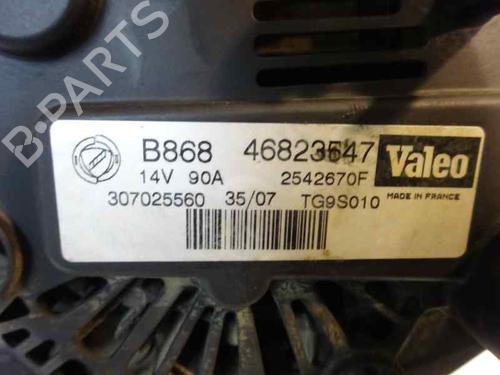 B-PARTS
B868 46823547 Valeo
14V 90A 2542670F MADE IN FRANCE
307025560 35/07 TG9S010